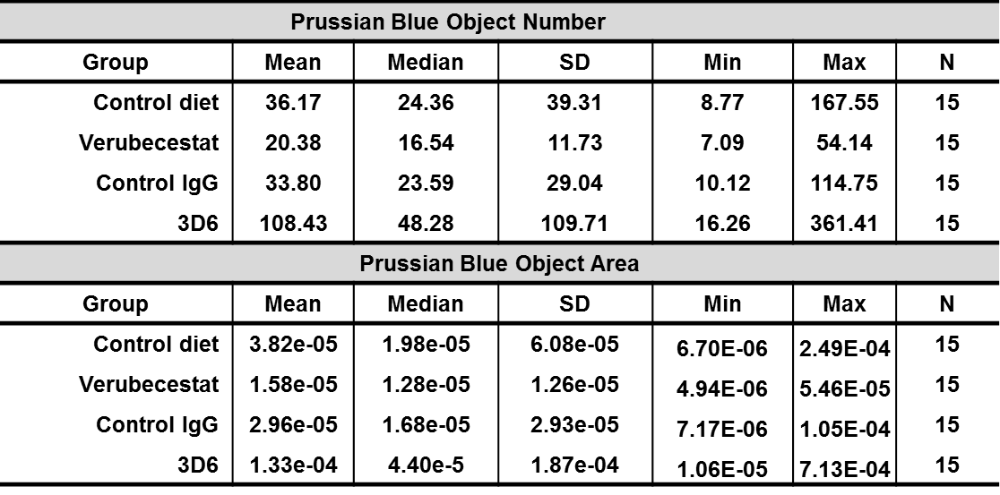 Prussian Blue Object Number
Group Mean Median SD Min Max N
Control diet 36.17 24.36 39.31 8.77 167.55 15
Verubecestat 20.38 16.54 11.73 7.09 54.14 15
Control IgG 33.80 23.59 29.04 10.12 114.75 15
3D6 108.43 48.28 109.71 16.26 361.41 15
Prussian Blue Object Area
Group Mean Median SD Min Max N
Control diet 3.82e-05 1.98e-05 6.08e-05 6.70E-06 2.49E-04 15
Verubecestat 1.58e-05 1.28e-05 1.26e-05 4.94E-06 5.46E-05 15
Control IgG 2.96e-05 1.68e-05 2.93e-05 7.17E-06 1.05E-04 15
3D6 1.33e-04 4.40e-5 1.87e-04 1.06E-05 7.13E-04 15